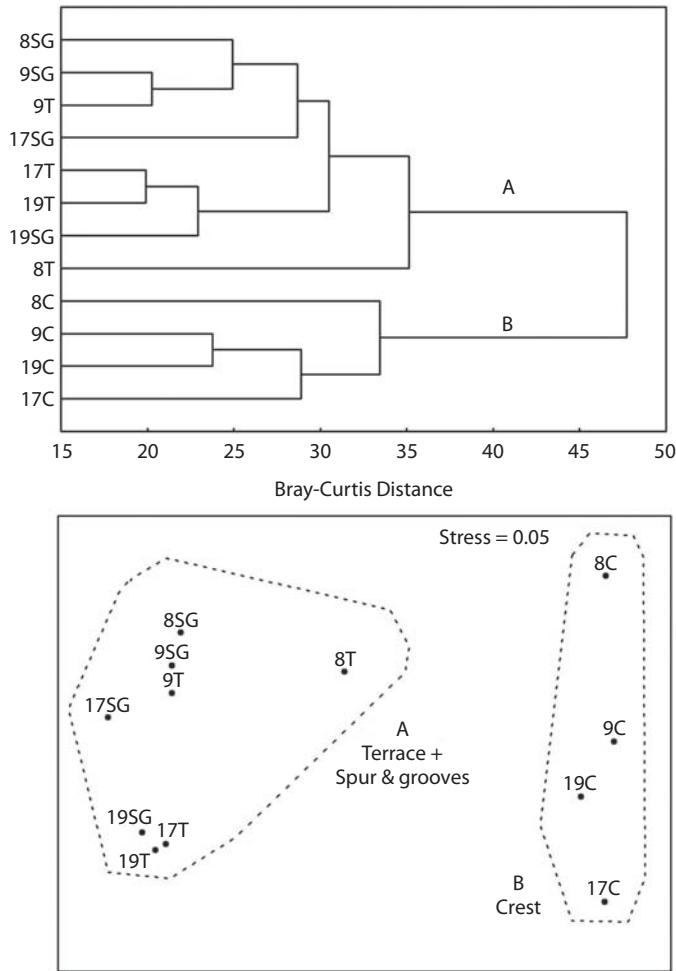 8SG
9SG
9T
17SG
17T
19T
19SG
8T
8C
9C
19C
17C
A
B
15 20 25 30 35 40 45 50
Bray-Curtis Distance
Stress = 0.05
8C
8SG
9SG
9T
8T
17SG
A
Terrace +
Spur & grooves
9C
19C
19SG
17T
19T
B
Crest
17C